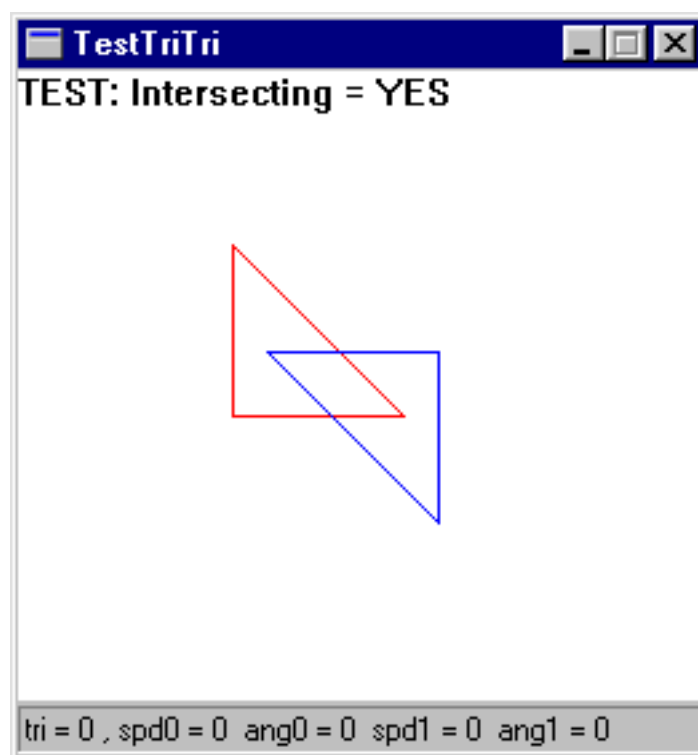 TestTriTri
TEST: Intersecting = YES
tri = 0 , spd0 = 0 ang0 = 0 spd1 = 0 ang1 = 0